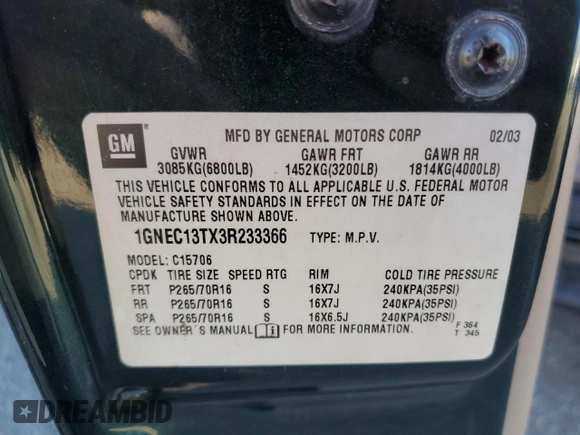 GM
MFD BY GENERAL MOTORS CORP 02/03
GVWR GAWR FRT GAWR RR
3085KG(6800LB) 1452KG(3200LB) 1814KG(4000LB)
THIS VEHICLE CONFORMS TO ALL APPLICABLE U.S. FEDERAL MOTOR
VEHICLE SAFETY STANDARDS IN EFFECT ON THE DATE OF
MANUFACTURE SHOWN ABOVE.
1GNEC13TX3R233366 TYPE: M.P.V.
MODEL: C15706
CPDK TIRE SIZE SPEED RTG RIM COLD TIRE PRESSURE
FRT P265/70R16 S 16X7J 240KPA(35PSI)
RR P265/70R16 S 16X7J 240KPA(35PSI)
SPA P265/70R16 S 16X6.5J 240KPA(35PSI)
SEE OWNER'S MANUAL FOR MORE INFORMATION.
F 364
T 345
DREAMBID